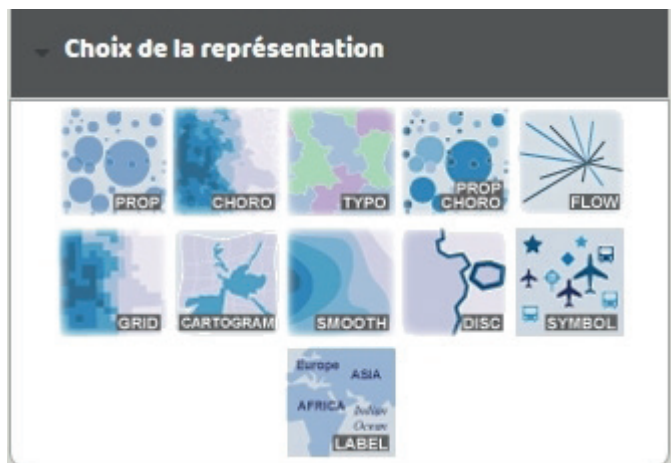 Choix de la représentation
PROP
CHORO
TYPO
PROP
CHORO
FLOW
GRID
CARTOGRAM
SMOOTH
DISC
SYMBOL
Europe
ASIA
AFRICA
Indian
Ocean
LABEL